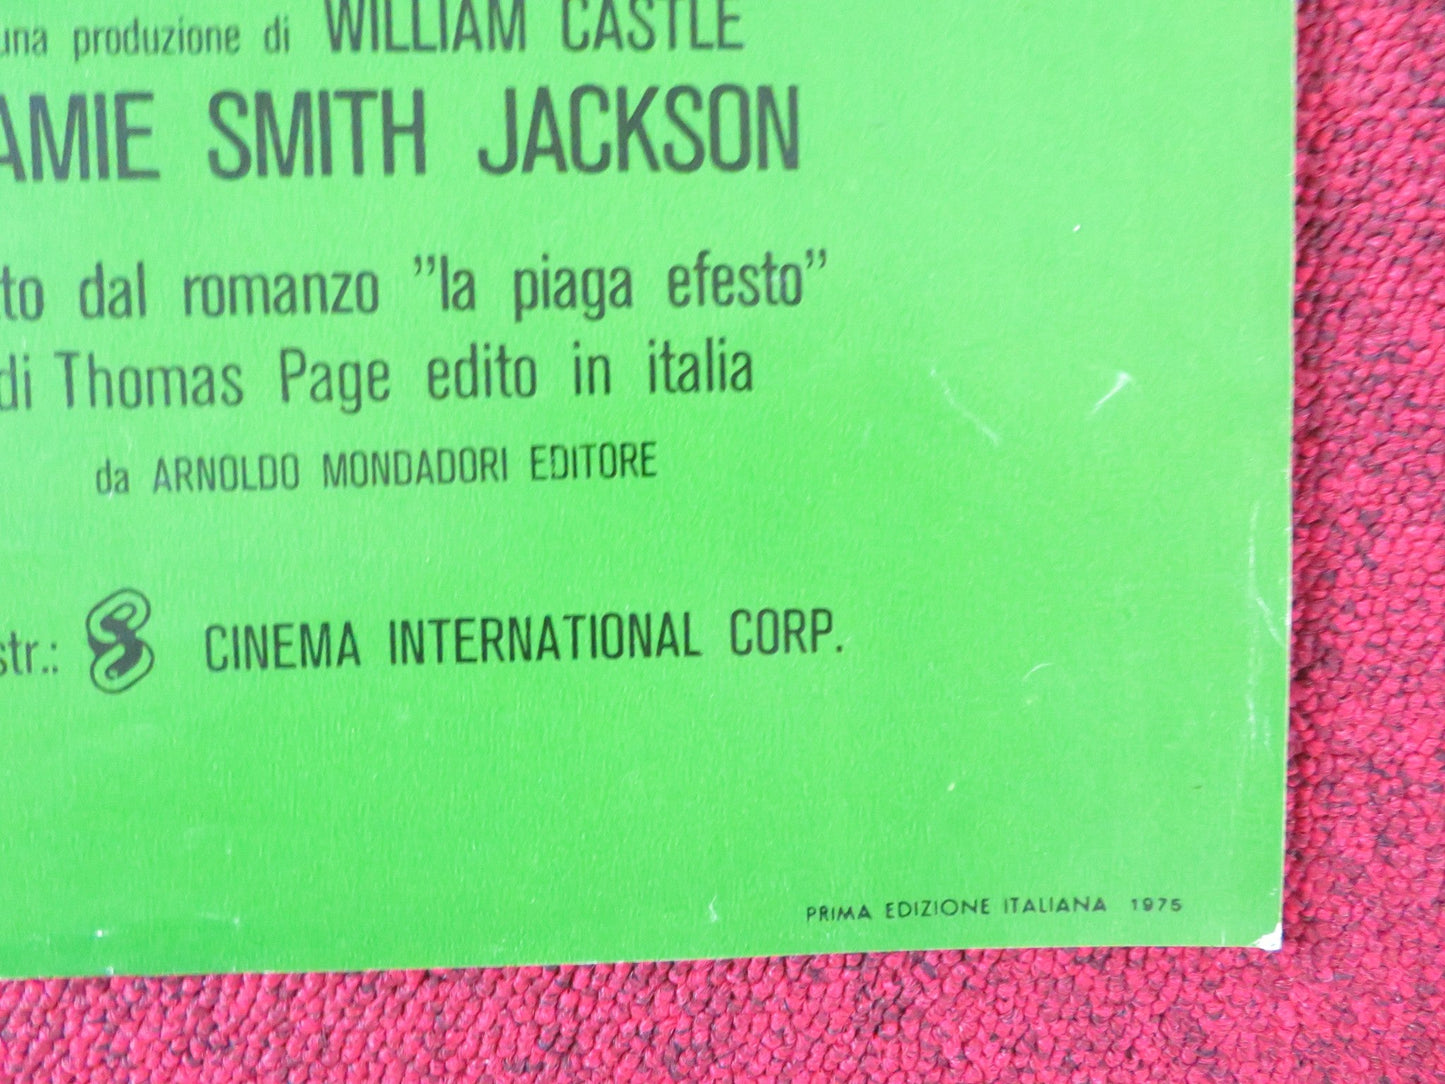 una produzione di WILLIAM CASTLE
AMIE SMITH JACKSON
to dal romanzo "la piaga efesto"
di Thomas Page edito in italia
da ARNOLDO MONDADORI EDITORE
str.: CINEMA INTERNATIONAL CORP.
PRIMA EDIZIONE ITALIANA 1975